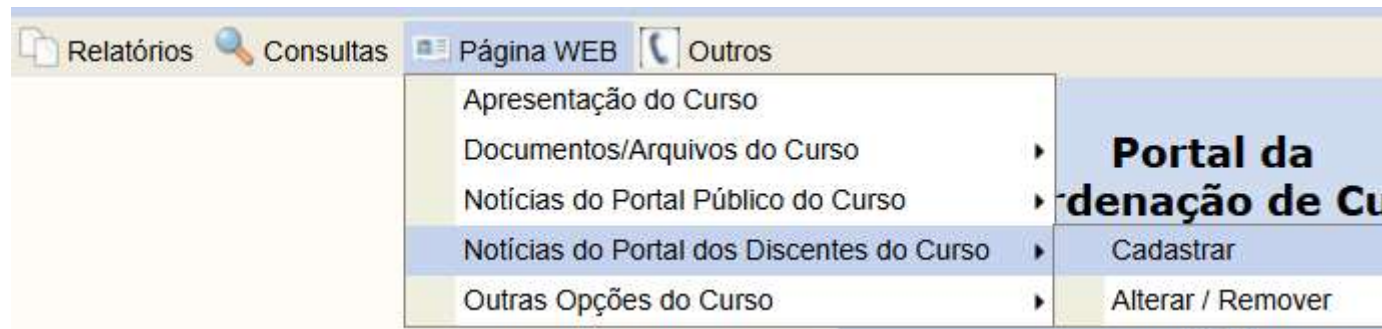 Relatórios Consultas Página WEB Outros
Apresentação do Curso
Documentos/Arquivos do Curso
Notícias do Portal Público do Curso
Notícias do Portal dos Discentes do Curso
Outras Opções do Curso
Portal da
denação de Cu
Cadastrar
Alterar / Remover